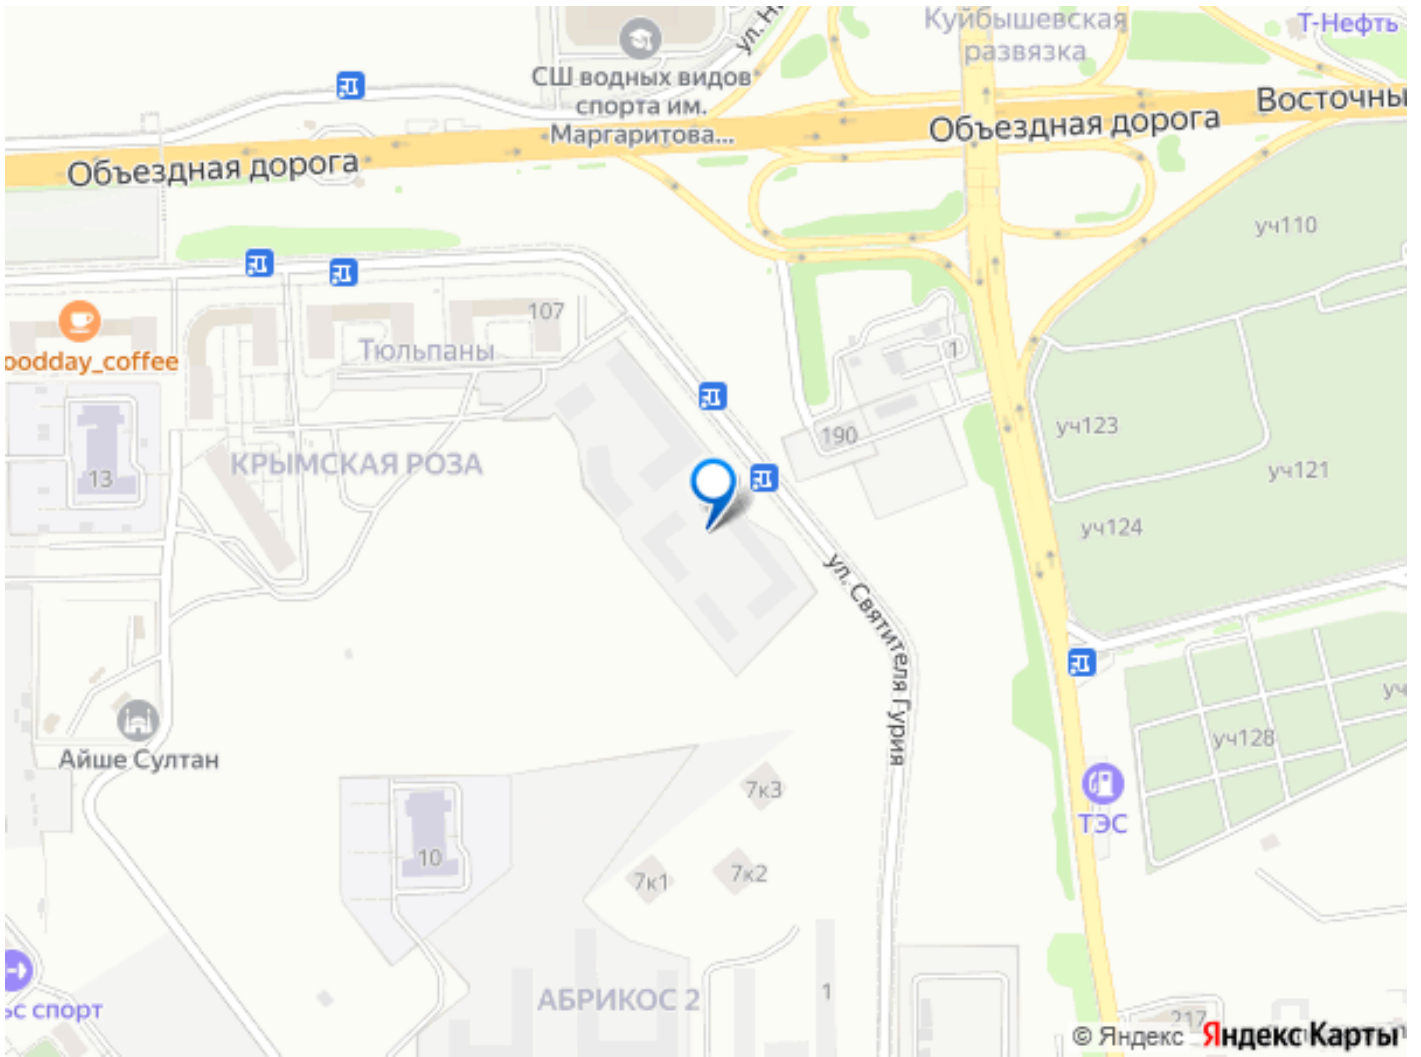 Куйбышевская
развязка
Т-Нефть
СШ водных видов
спорта им.
Маргаритова...
Объездная дорога
Восточны
Объездная дорога
уч110
107
Тюльпаны
oodday_coffee
1
190
уч123
КРЫМСКАЯ РОЗА
13
уч121
уч124
ул. Святителя Гурия
уч128
Айше Султан
7к3
ТЭС
10
7к1
7к2
1
АБРИКОС 2
ьс спорт
217
© Яндекс Яндекс Карты